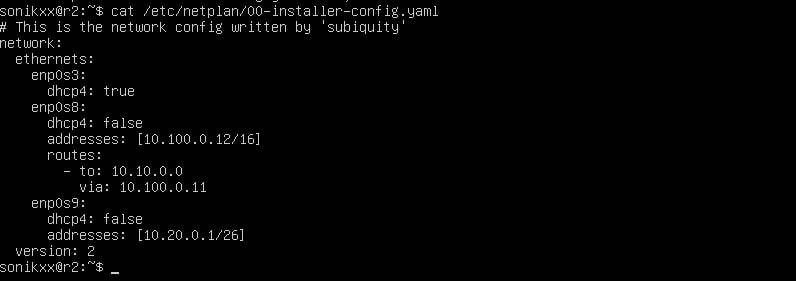 sonikxx@r2:~$ cat /etc/netplan/00-installer-config.yaml
# This is the network config written by 'subiquity'
network:
  ethernets:
    enp0s3:
      dhcp4: true
    enp0s8:
      dhcp4: false
      addresses: [10.100.0.12/16]
      routes:
        - to: 10.10.0.0
          via: 10.100.0.11
    enp0s9:
      dhcp4: false
      addresses: [10.20.0.1/26]
  version: 2
sonikxx@r2:~$ _